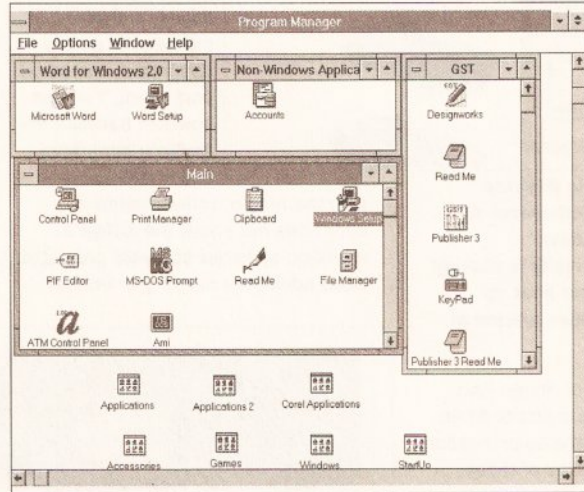 Program Manager
File Options Window Help
Word for Windows 2.0
Microsoft Word Word Setup
Non-Windows Applica
Accounts
GST
Designworks
Read Me
Publisher 3
KeyPad
Publisher 3 Read Me
Main
Control Panel Print Manager Clipboard Windows Setup
PIF Editor MS-DOS Prompt Read Me File Manager
ATM Control Panel Ami
Applications Applications 2 Corel Applications
Accessories Games Windows StartUp